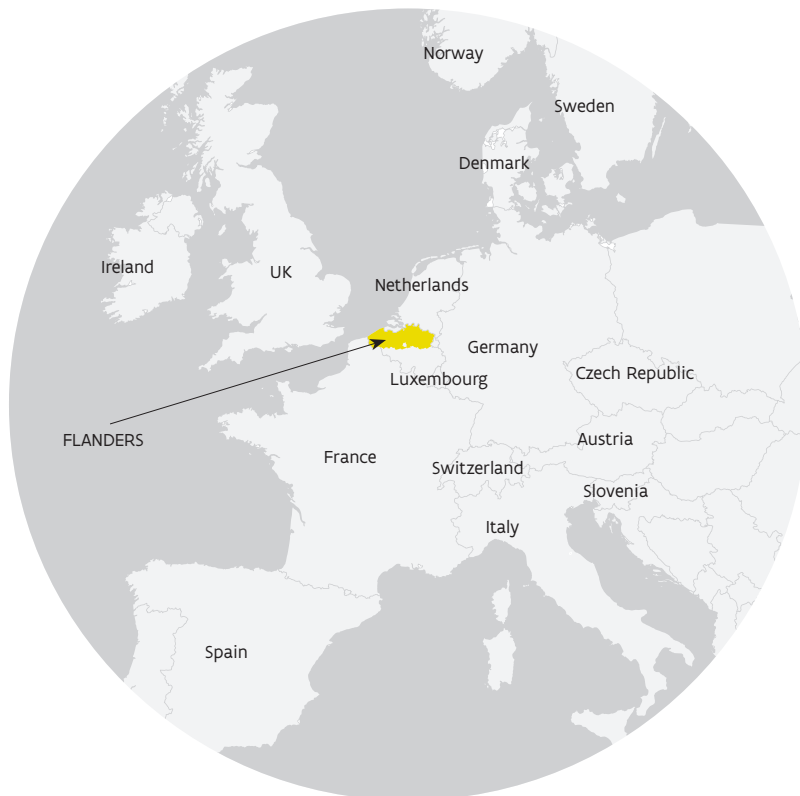 Norway
Sweden
Denmark
Ireland
UK
Netherlands
Germany
Czech Republic
Luxembourg
FLANDERS
Austria
France
Switzerland
Slovenia
Italy
Spain